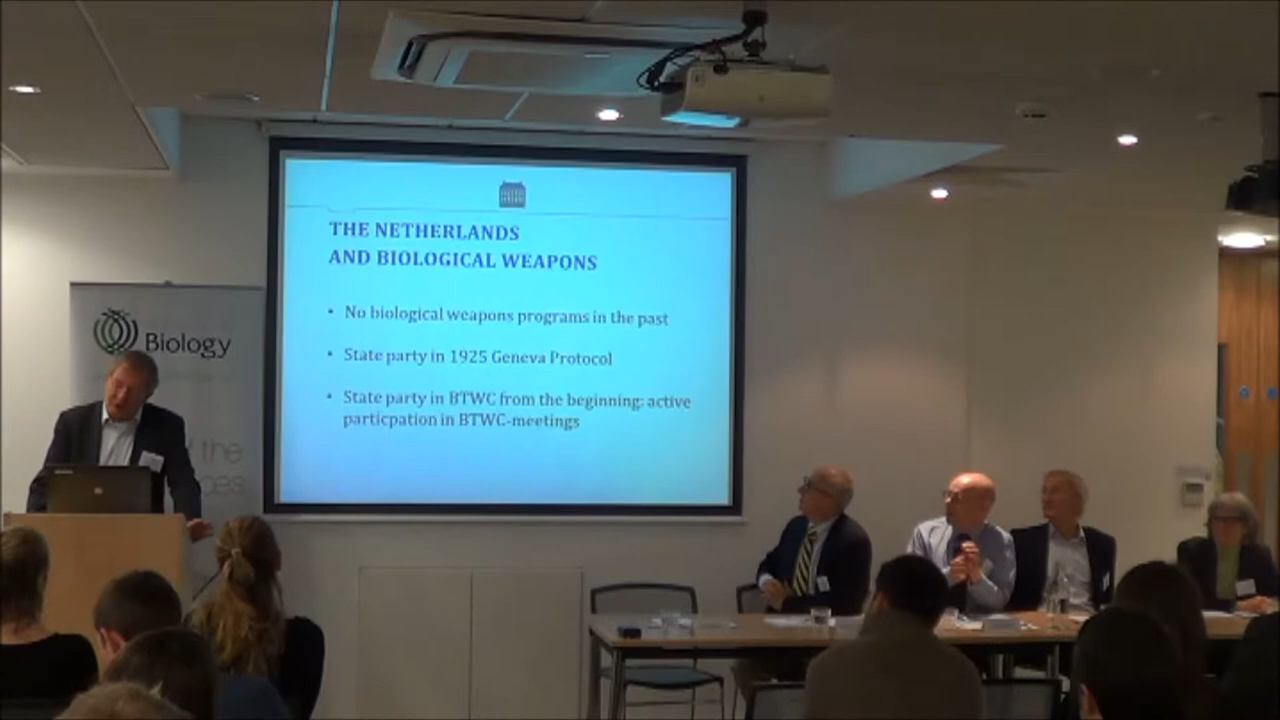 THE NETHERLANDS
AND BIOLOGICAL WEAPONS
• No biological weapons programs in the past
• State party in 1925 Geneva Protocol
• State party in BTWC from the beginning: active
particpation in BTWC-meetings
Biology
the